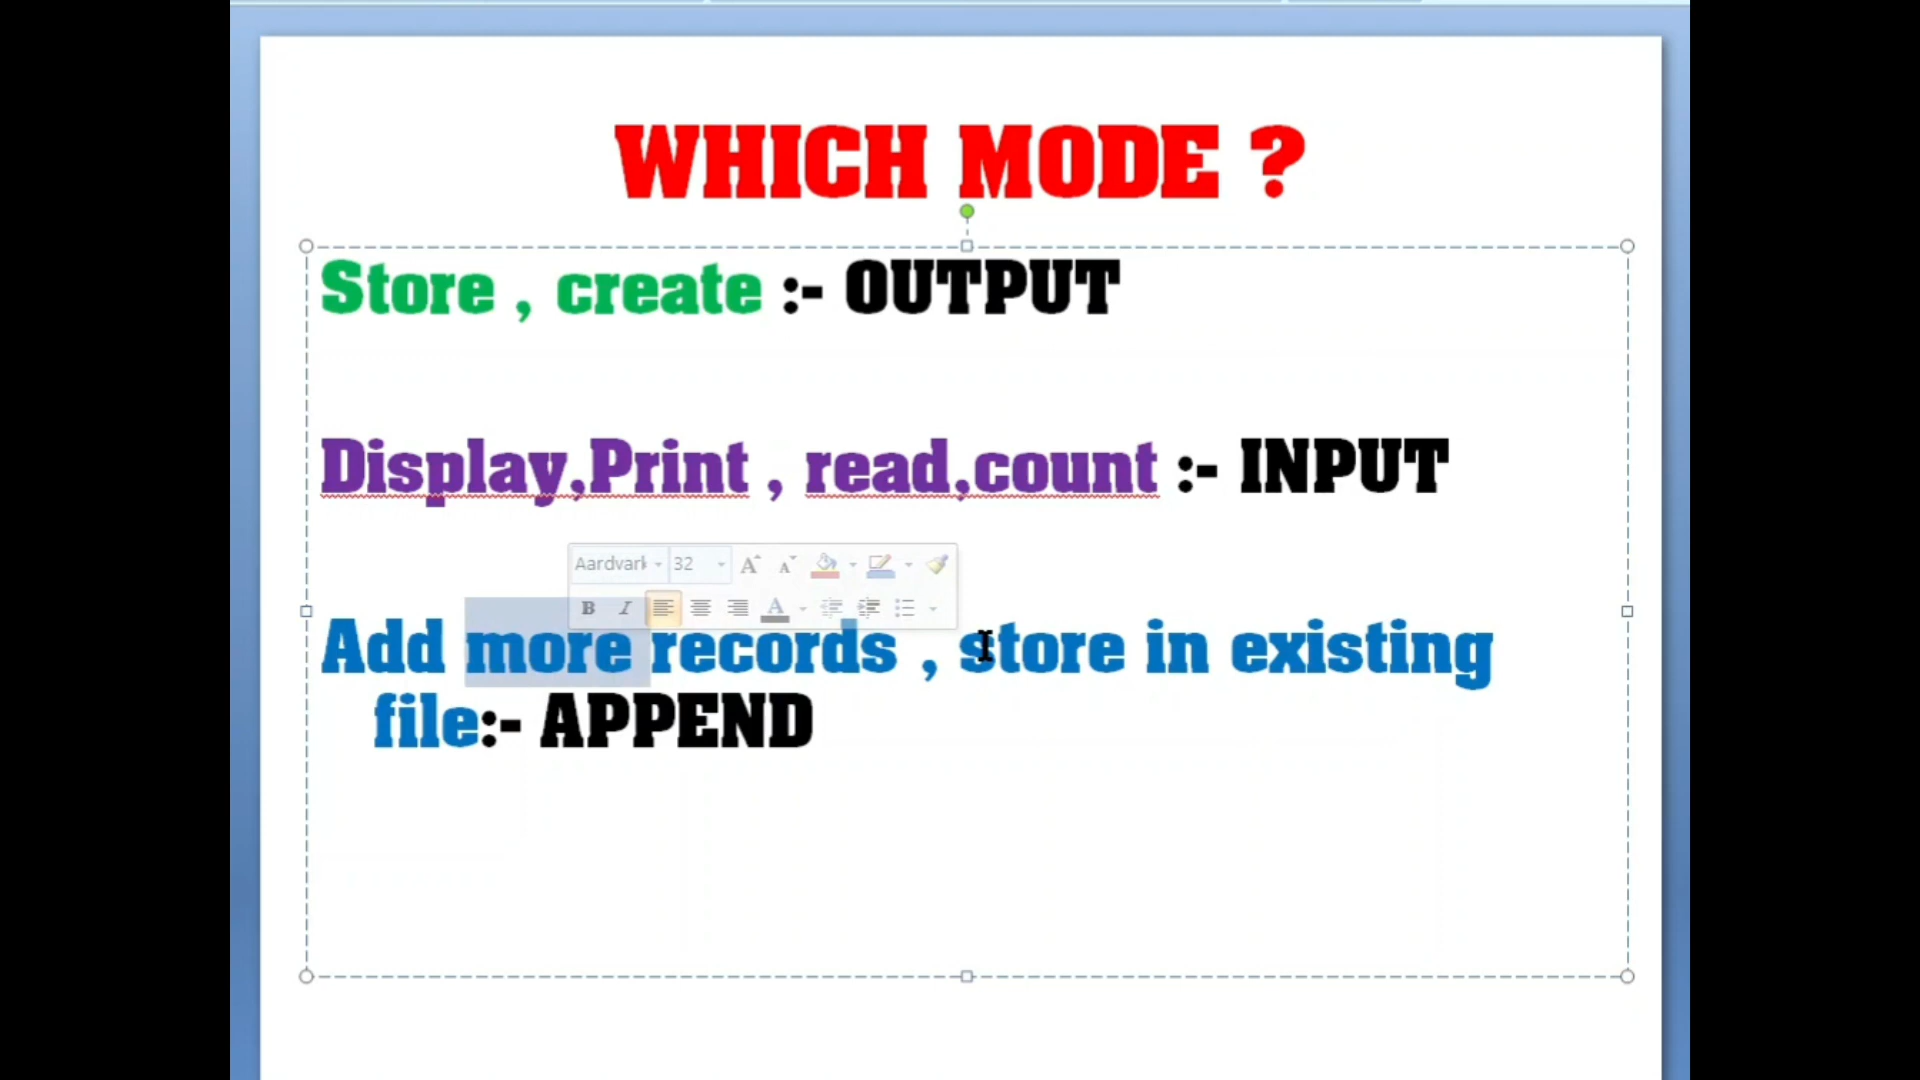 WHICH MODE ?
Store , create :- OUTPUT
Display,Print , read,count :- INPUT
Aardvark 32 A A
B I A
Add more records , store in existing
file:- APPEND